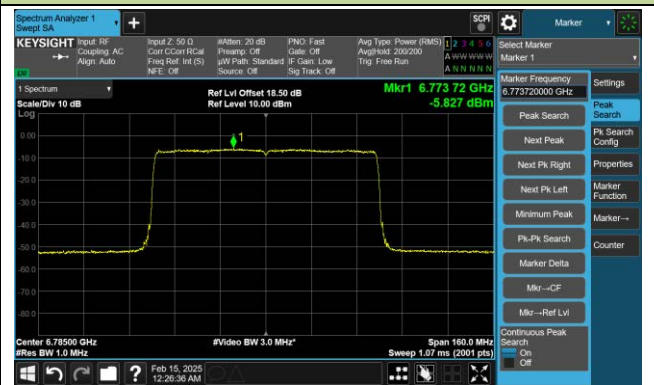 Spectrum Analyzer 1
Swept SA
SCPI
Marker
KEYSIGHT
Input: RF
Coupling: AC
Align: Auto
Input Z: 50 Ω
Corr CCorr RCal
Freq Ref: Int (S)
NFE: Off
#Atten: 20 dB
Preamp: Off
µW Path: Standard
Source: Off
PNO: Fast
Gate: Off
IF Gain: Low
Sig Track: Off
Avg Type: Power (RMS)
Avg|Hold: 200/200
Trig: Free Run
1 2 3 4 5 6
A W W W W W
A N N N N N
Select Marker
Marker 1
1 Spectrum
Scale/Div 10 dB
Log
Ref Lvl Offset 18.50 dB
Ref Level 10.00 dBm
Mkr1 6.773 72 GHz
-5.827 dBm
1
0.00
-10.0
-20.0
-30.0
-40.0
-50.0
-60.0
-70.0
-80.0
Center 6.78500 GHz
#Res BW 1.0 MHz
#Video BW 3.0 MHz*
Span 160.0 MHz
Sweep 1.07 ms (2001 pts)
Feb 15, 2025
12:26:36 AM
Marker Frequency
6.773720000 GHz
Peak Search
Next Peak
Next Pk Right
Next Pk Left
Minimum Peak
Pk-Pk Search
Marker Delta
Mkr→CF
Mkr→Ref Lvl
Continuous Peak
Search
On
Off
Settings
Peak
Search
Pk Search
Config
Properties
Marker
Function
Marker→
Counter